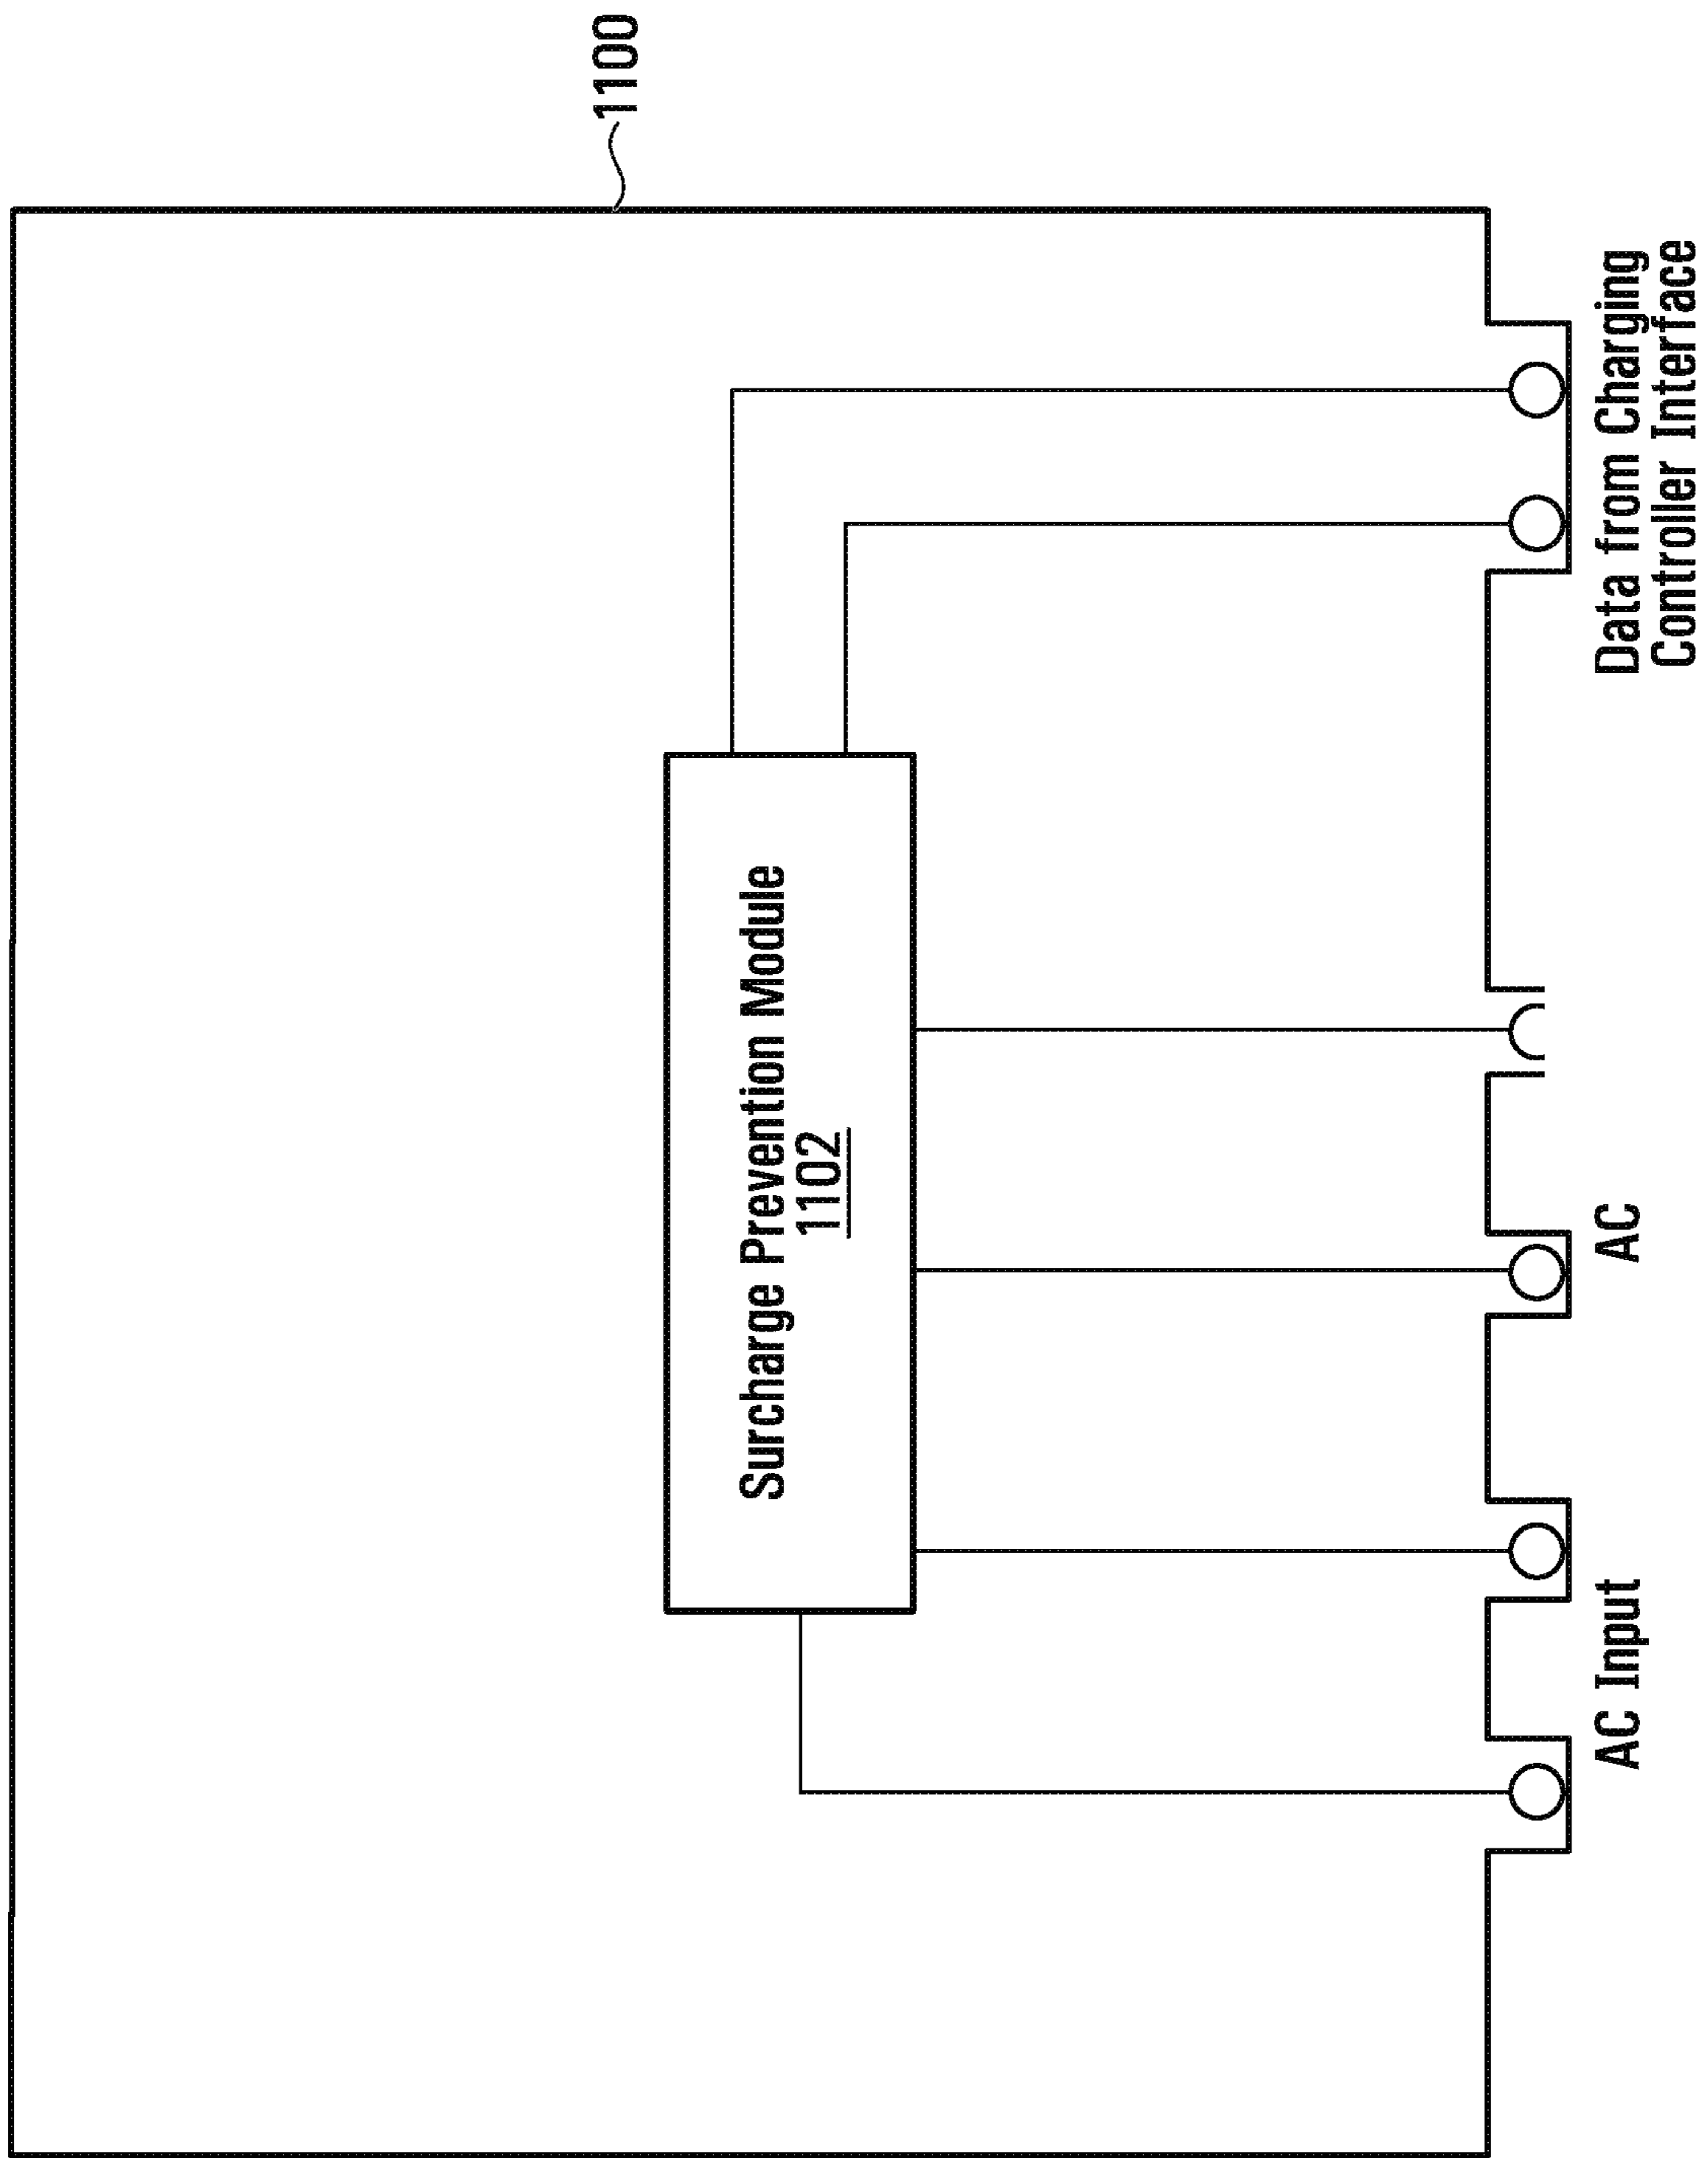 1100
Surcharge Prevention Module
1102
AC Input
AC
Data from Charging
Controller Interface